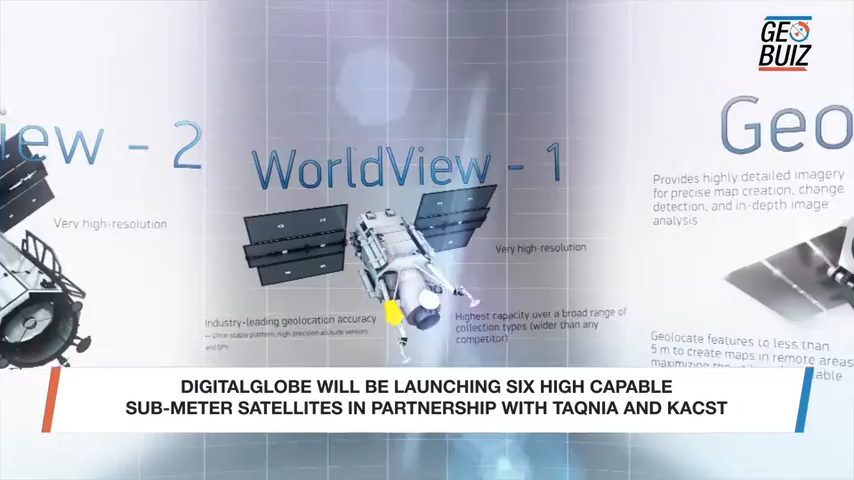 GEO
BUIZ
iew - 2
WorldView - 1
Geo
Very high-resolution
Very high-resolution
Industry-leading geolocation accuracy
Highest capacity over a broad range of
collection types (wider than any
competitor)
Provides highly detailed imagery
for precise map creation, change
detection, and in-depth image
analysis
Geolocate features to less than
5 m to create maps in remote areas
DIGITALGLOBE WILL BE LAUNCHING SIX HIGH CAPABLE
SUB-METER SATELLITES IN PARTNERSHIP WITH TAQNIA AND KACST